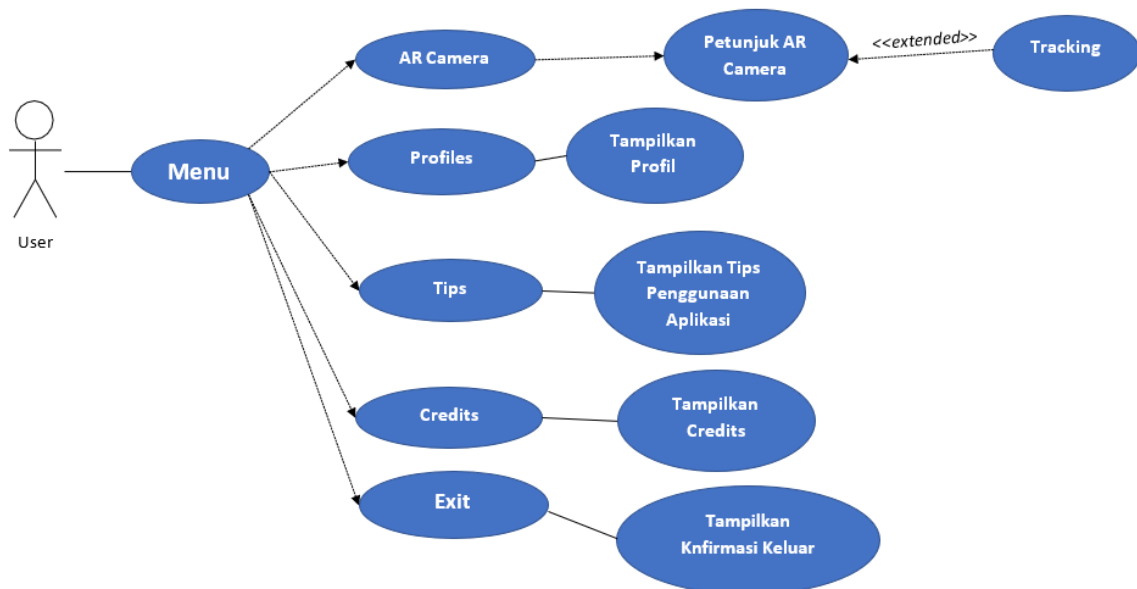 AR Camera
Petunjuk AR
Camera
<<extended>>
Tracking
User
Menu
Profiles
Tampilkan
Profil
Tips
Tampilkan Tips
Penggunaan
Aplikasi
Credits
Tampilkan
Credits
Exit
Tampilkan
Knfirmasi Keluar